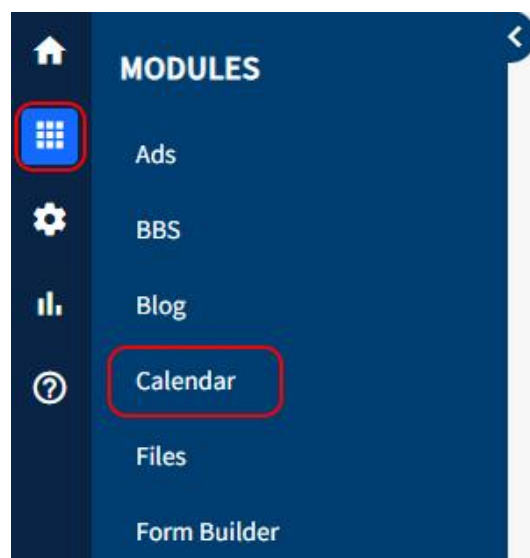 MODULES
Ads
BBS
Blog
Calendar
Files
Form Builder